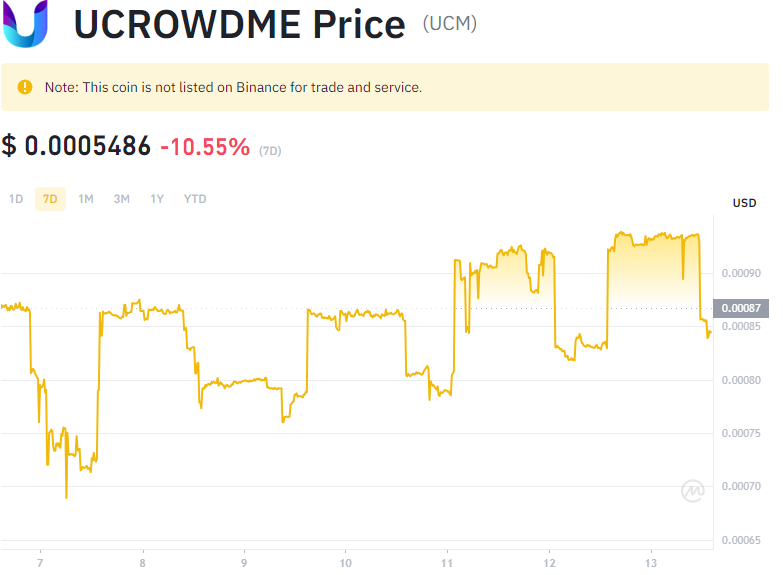 UCROWDME Price (UCM)
Note: This coin is not listed on Binance for trade and service.
$ 0.0005486 -10.55% (7D)
1D 7D 1M 3M 1Y YTD
USD
0.00090
0.00087
0.00085
0.00080
0.00075
0.00070
0.00065
7 8 9 10 11 12 13